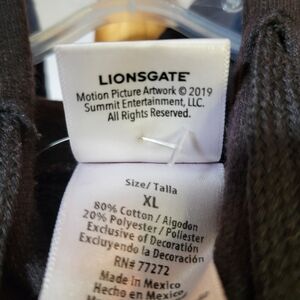 LIONSGATE®
Motion Picture Artwork © 2019
Summit Entertainment, LLC.
All Rights Reserved.
Size/ Talla
XL
80% Cotton / Algodon
20% Polyester / Poliester
Exclusive of Decoration
Excluyendo la Decoración
RN# 77272
Made in Mexico
Hecho en Mexico